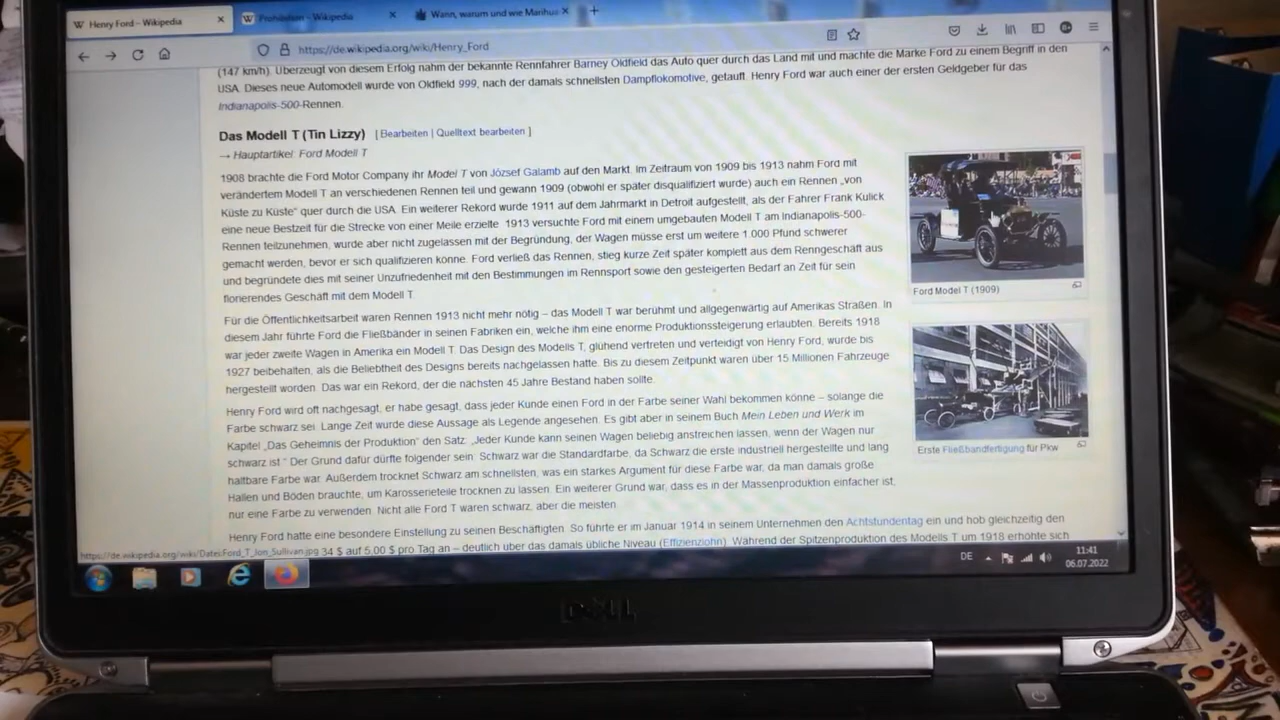 Henry Ford – Wikipedia
Prohibition – Wikipedia
Wann, warum und wie Marihua
https://de.wikipedia.org/wiki/Henry_Ford
(147 km/h). Überzeugt von diesem Erfolg nahm der bekannte Rennfahrer Barney Oldfield das Auto quer durch das Land mit und machte die Marke Ford zu einem Begriff in den
USA. Dieses neue Automodell wurde von Oldfield 999, nach der damals schnellsten Dampflokomotive, getauft. Henry Ford war auch einer der ersten Geldgeber für das
Indianapolis-500-Rennen.
Das Modell T (Tin Lizzy) [ Bearbeiten | Quelltext bearbeiten ]
→ Hauptartikel: Ford Modell T
1908 brachte die Ford Motor Company ihr Model T von József Galamb auf den Markt. Im Zeitraum von 1909 bis 1913 nahm Ford mit
verändertem Modell T an verschiedenen Rennen teil und gewann 1909 (obwohl er später disqualifiziert wurde) auch ein Rennen „von
Küste zu Küste“ quer durch die USA. Ein weiterer Rekord wurde 1911 auf dem Jahrmarkt in Detroit aufgestellt, als der Fahrer Frank Kulick
eine neue Bestzeit für die Strecke von einer Meile erzielte. 1913 versuchte Ford mit einem umgebauten Modell T am Indianapolis-500-
Rennen teilzunehmen, wurde aber nicht zugelassen mit der Begründung, der Wagen müsse erst um weitere 1.000 Pfund schwerer
gemacht werden, bevor er sich qualifizieren könne. Ford verließ das Rennen, stieg kurze Zeit später komplett aus dem Renngeschäft aus
und begründete dies mit seiner Unzufriedenheit mit den Bestimmungen im Rennsport sowie den gesteigerten Bedarf an Zeit für sein
florierendes Geschäft mit dem Modell T.
Ford Model T (1909)
Für die Öffentlichkeitsarbeit waren Rennen 1913 nicht mehr nötig – das Modell T war berühmt und allgegenwärtig auf Amerikas Straßen. In
diesem Jahr führte Ford die Fließbänder in seinen Fabriken ein, welche ihm eine enorme Produktionssteigerung erlaubten. Bereits 1918
war jeder zweite Wagen in Amerika ein Modell T. Das Design des Modells T, glühend vertreten und verteidigt von Henry Ford, wurde bis
1927 beibehalten, als die Beliebtheit des Designs bereits nachgelassen hatte. Bis zu diesem Zeitpunkt waren über 15 Millionen Fahrzeuge
hergestellt worden. Das war ein Rekord, der die nächsten 45 Jahre Bestand haben sollte.
Henry Ford wird oft nachgesagt, er habe gesagt, dass jeder Kunde einen Ford in der Farbe seiner Wahl bekommen könne – solange die
Farbe schwarz sei. Lange Zeit wurde diese Aussage als Legende angesehen. Es gibt aber in seinem Buch Mein Leben und Werk im
Kapitel „Das Geheimnis der Produktion“ den Satz: „Jeder Kunde kann seinen Wagen beliebig anstreichen lassen, wenn der Wagen nur
schwarz ist.“ Der Grund dafür dürfte folgender sein: Schwarz war die Standardfarbe, da Schwarz die erste industriell hergestellte und lang
haltbare Farbe war. Außerdem trocknet Schwarz am schnellsten, was ein starkes Argument für diese Farbe war, da man damals große
Hallen und Böden brauchte, um Karosserieteile trocknen zu lassen. Ein weiterer Grund war, dass es in der Massenproduktion einfacher ist,
nur eine Farbe zu verwenden. Nicht alle Ford T waren schwarz, aber die meisten.
Erste Fließbandfertigung für Pkw
Henry Ford hatte eine besondere Einstellung zu seinen Beschäftigten. So führte er im Januar 1914 in seinem Unternehmen den Achtstundentag ein und hob gleichzeitig den
https://de.wikipedia.org/wiki/Datei:Ford_T_Jon_Sullivan.jpg 34 $ auf 5,00 $ pro Tag an – deutlich über das damals übliche Niveau (Effizienzlohn). Während der Spitzenproduktion des Modells T um 1918 erhöhte sich
DE
11:41
06.07.2022
DELL